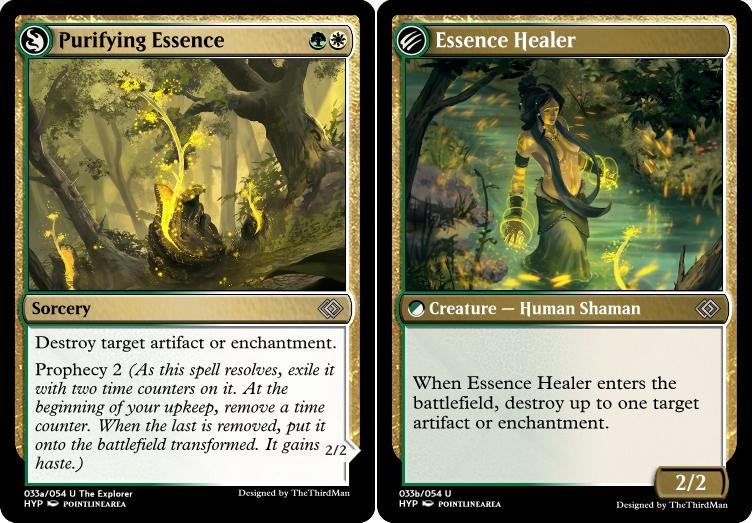 Purifying Essence
Sorcery
Destroy target artifact or enchantment.
Prophecy 2 (As this spell resolves, exile it
with two time counters on it. At the
beginning of your upkeep, remove a time
counter. When the last is removed, put it
onto the battlefield transformed. It gains
haste.)
2/2
033a/054 U The Explorer
HYP POINTLINEAREA
Designed by TheThirdMan
Essence Healer
Creature — Human Shaman
When Essence Healer enters the
battlefield, destroy up to one target
artifact or enchantment.
2/2
033b/054 U
HYP POINTLINEAREA
Designed by TheThirdMan